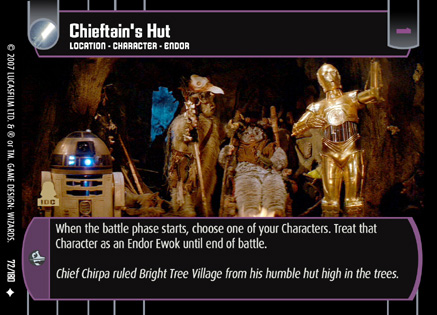 Chieftain's Hut
LOCATION - CHARACTER - ENDOR
When the battle phase starts, choose one of your Characters. Treat that
Character as an Endor Ewok until end of battle.
Chief Chirpa ruled Bright Tree Village from his humble hut high in the trees.
© 2007 LUCASFILM LTD. & ® or TM. GAME DESIGN: WIZARDS.
72/180